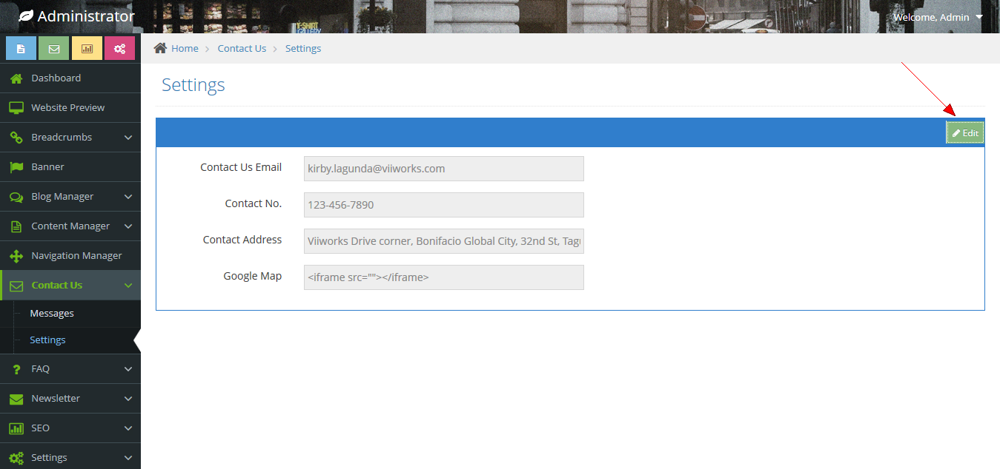 Administrator
T-SHIRT
GALLERY
Welcome, Admin
Home > Contact Us > Settings
Dashboard
Website Preview
Breadcrumbs
Banner
Blog Manager
Content Manager
Navigation Manager
Contact Us
Messages
Settings
FAQ
Newsletter
SEO
Settings
Settings
Edit
Contact Us Email kirby.lagunda@viiworks.com
Contact No. 123-456-7890
Contact Address Viiworks Drive corner, Bonifacio Global City, 32nd St, Tagu
Google Map <iframe src=""></iframe>